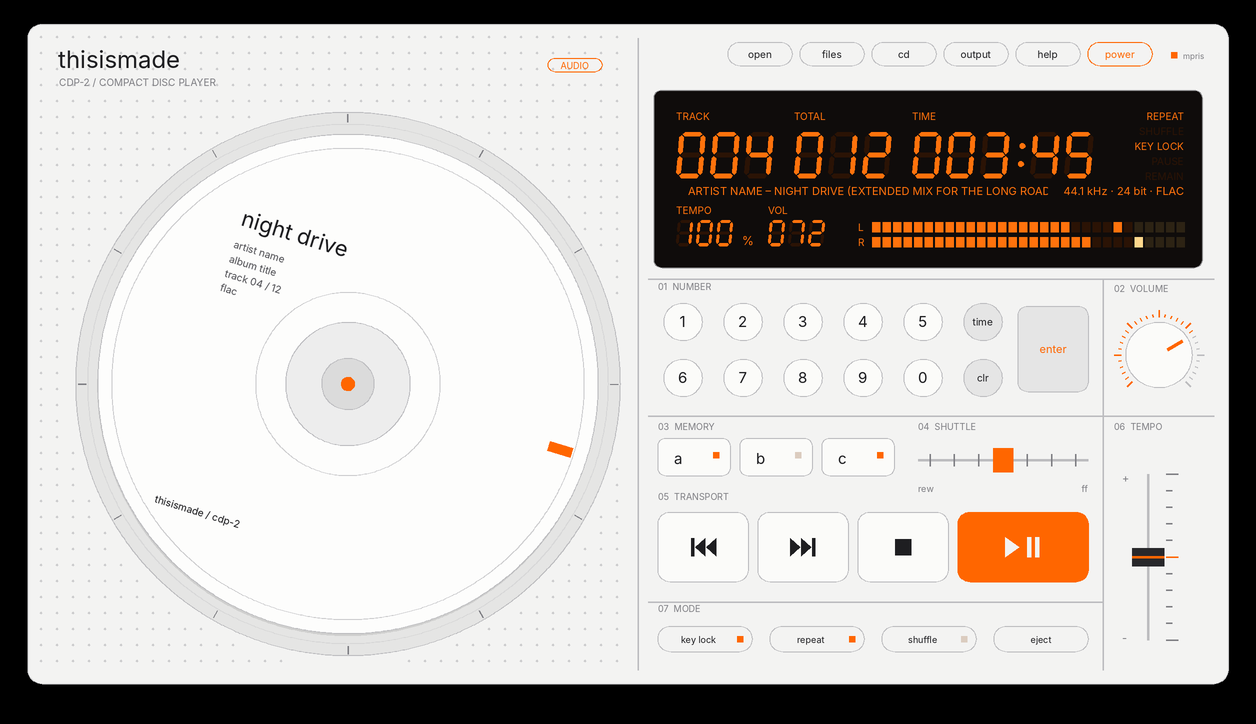 thisismade
CDP-2 / COMPACT DISC PLAYER
AUDIO
open
files
cd
output
help
power
mpris
night drive
artist name
album title
track 04 / 12
flac
thisismade / cdp-2
TRACK
TOTAL
TIME
REPEAT
SHUFFLE
KEY LOCK
PAUSE
REMAIN
004
012
003:45
ARTIST NAME – NIGHT DRIVE (EXTENDED MIX FOR THE LONG ROAD
44.1 kHz · 24 bit · FLAC
TEMPO
VOL
100 %
072
L
R
01 NUMBER
1 2 3 4 5 time
enter
6 7 8 9 0 clr
02 VOLUME
03 MEMORY
a
b
c
04 SHUTTLE
rew
ff
05 TRANSPORT
06 TEMPO
+
-
07 MODE
key lock
repeat
shuffle
eject